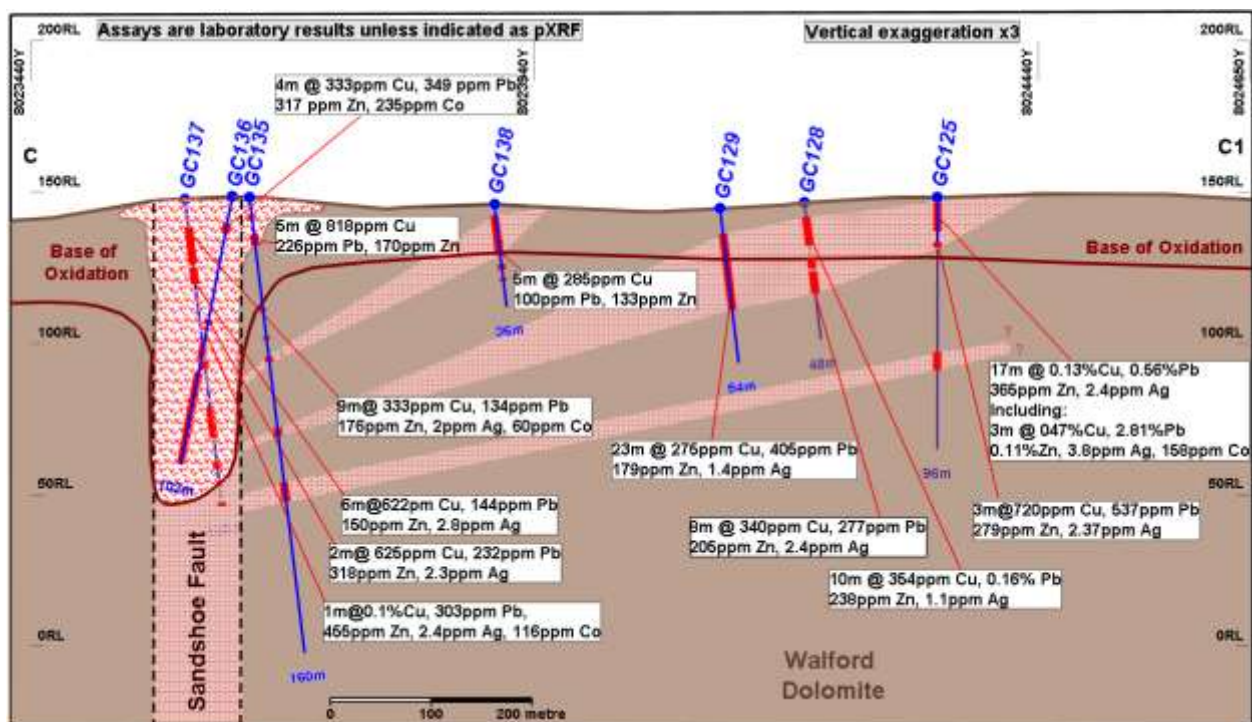 200RL
Assays are laboratory results unless indicated as pXRF
Vertical exaggeration x3
200RL
8023440Y
8023940Y
8024440Y
8024650Y
4m @ 333ppm Cu, 349 ppm Pb
317 ppm Zn, 235ppm Co
C
C1
GC137
GC136
GC135
GC138
GC129
GC128
GC125
150RL
150RL
5m @ 818ppm Cu
226ppm Pb, 170ppm Zn
Base of
Oxidation
Base of Oxidation
5m @ 285ppm Cu
100ppm Pb, 133ppm Zn
36m
100RL
100RL
48m
54m
?
?
17m @ 0.13%Cu, 0.56%Pb
365ppm Zn, 2.4ppm Ag
Including:
3m @ 047%Cu, 2.81%Pb
0.11%Zn, 3.8ppm Ag, 158ppm Co
9m@ 333ppm Cu, 134ppm Pb
176ppm Zn, 2ppm Ag, 60ppm Co
23m @ 275ppm Cu, 405ppm Pb
179ppm Zn, 1.4ppm Ag
96m
102m
50RL
50RL
6m@622pm Cu, 144ppm Pb
150ppm Zn, 2.8ppm Ag
3m@720ppm Cu, 537ppm Pb
279ppm Zn, 2.37ppm Ag
8m @ 340ppm Cu, 277ppm Pb
205ppm Zn, 2.4ppm Ag
2m @ 625ppm Cu, 232ppm Pb
318ppm Zn, 2.3ppm Ag
10m @ 354ppm Cu, 0.16% Pb
238ppm Zn, 1.1ppm Ag
1m@0.1%Cu, 303ppm Pb,
455ppm Zn, 2.4ppm Ag, 116ppm Co
Sandshoe Fault
0RL
0RL
160m
Walford
Dolomite
0 100 200 metre